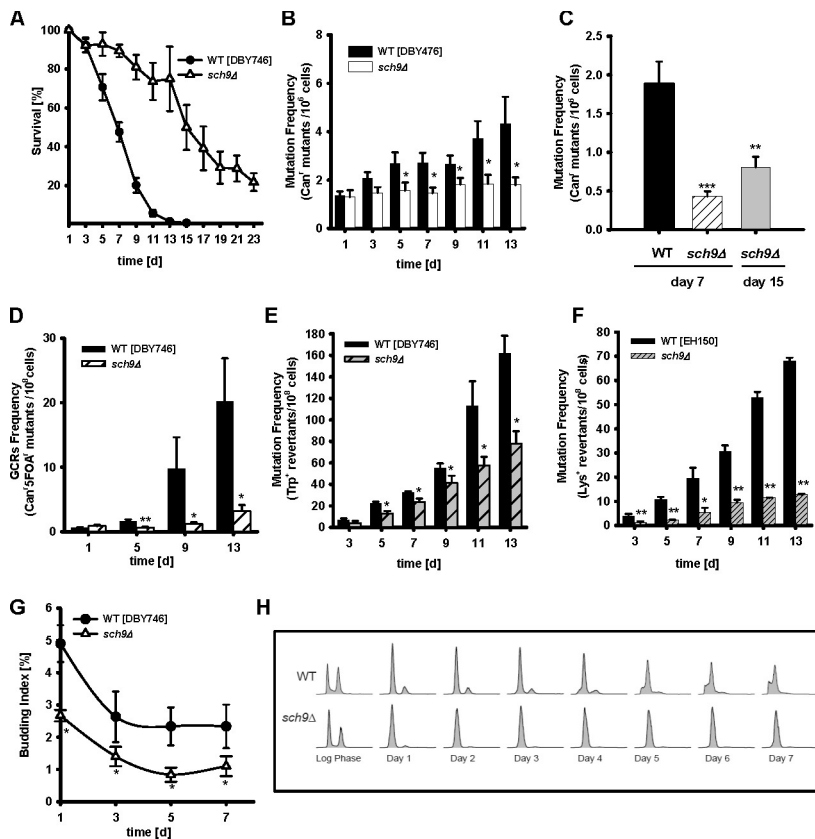 A
Survival [%]
100
80
60
40
20
WT [DBY746]
sch9Δ
1 3 5 7 9 11 13 15 17 19 21 23
time [d]
B
Mutation Frequency
(Canʳ mutants /10⁶ cells)
8
6
4
2
0
WT [DBY476]
sch9Δ
* * * * *
1 3 5 7 9 11 13
time [d]
C
Mutation Frequency
(Canʳ mutants /10⁶ cells)
2.5
2.0
1.5
1.0
0.5
0.0
***
**
WT sch9Δ sch9Δ
day 7 day 15
D
GCRs Frequency
(Canʳ5FOAʳ mutants /10⁸cells)
30
20
10
0
WT [DBY746]
sch9Δ
** * *
1 5 9 13
time [d]
E
Mutation Frequency
(Trp⁺ revertants/10⁸ cells)
180
160
140
120
100
80
60
40
20
0
WT [DBY746]
sch9Δ
* * * * *
3 5 7 9 11 13
time [d]
F
Mutation Frequency
(Lys⁺ revertants/10⁸ cells)
80
70
60
50
40
30
20
10
0
WT [EH150]
sch9Δ
** ** * ** ** **
3 5 7 9 11 13
time [d]
G
Budding Index [%]
6
5
4
3
2
1
0
WT [DBY746]
sch9Δ
* * * *
1 3 5 7
time [d]
H
WT
sch9Δ
Log Phase Day 1 Day 2 Day 3 Day 4 Day 5 Day 6 Day 7